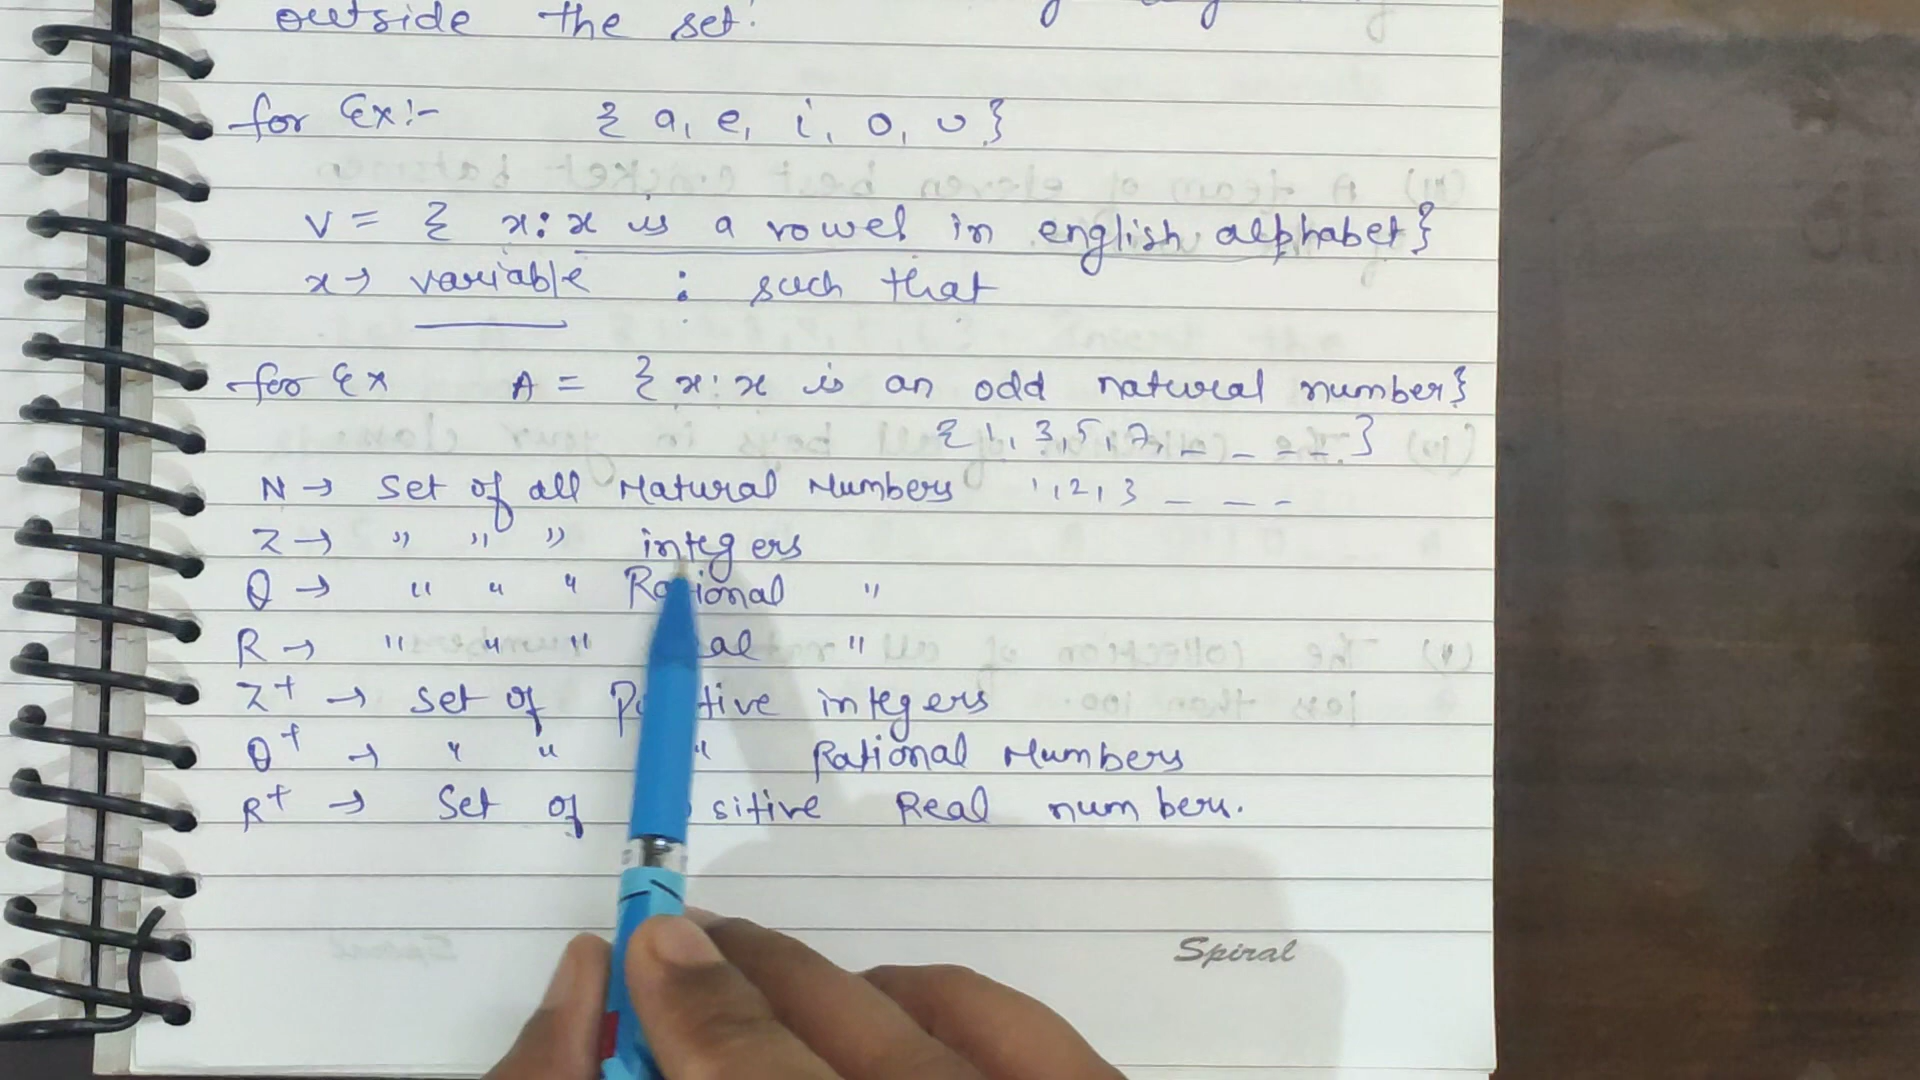 outside the set.
for Ex:- { a, e, i, o, u }
V = { x : x is a vowel in english alphabet }
x → variable : such that
for Ex A = { x : x is an odd natural number }
{ 1, 3, 5, 7, _ _ _ _ }
N → Set of all Natural Numbers 1, 2, 3 _ _ _
Z → " " " integers
Q → " " " Rational "
R → " " " "
Z+ → set of integers
Q+ → " " " Rational Numbers
R+ → Set of Real numbers.
Spiral